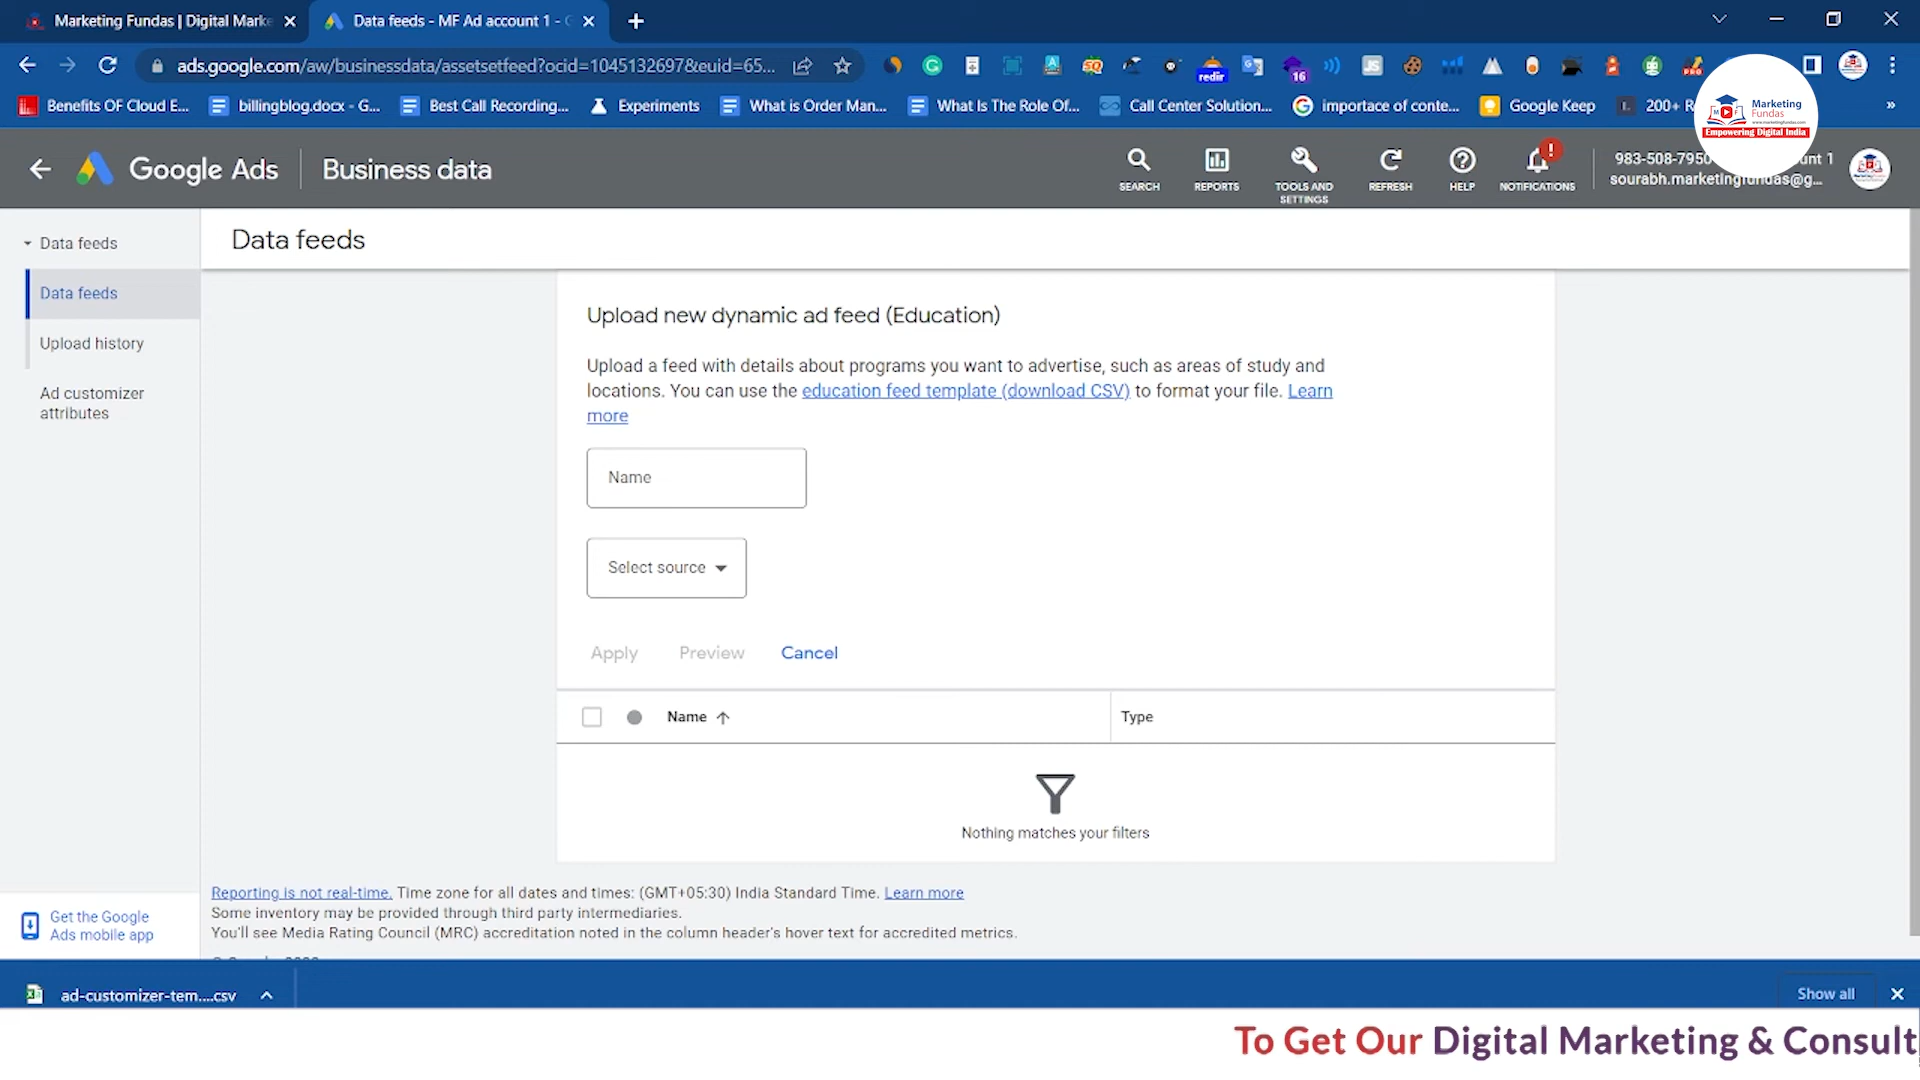 Marketing Fundas | Digital Marke
Data feeds - MF Ad account 1 - G
ads.google.com/aw/businessdata/assetsetfeed?ocid=1045132697&euid=65...
redir
16
Benefits OF Cloud E...
billingblog.docx - G...
Best Call Recording...
Experiments
What is Order Man...
What Is The Role Of...
Call Center Solution...
importace of conte...
Google Keep
200+ R
Marketing
Fundas
www.marketingfundas.com
Empowering Digital India
Google Ads
Business data
SEARCH
REPORTS
TOOLS AND
SETTINGS
REFRESH
HELP
NOTIFICATIONS
983-508-7950 unt 1
sourabh.marketingfundas@g...
Data feeds
Data feeds
Data feeds
Upload history
Ad customizer
attributes
Upload new dynamic ad feed (Education)
Upload a feed with details about programs you want to advertise, such as areas of study and
locations. You can use the education feed template (download CSV) to format your file. Learn
more
Name
Select source
Apply
Preview
Cancel
Name
Type
Nothing matches your filters
Reporting is not real-time. Time zone for all dates and times: (GMT+05:30) India Standard Time. Learn more
Some inventory may be provided through third party intermediaries.
You'll see Media Rating Council (MRC) accreditation noted in the column header's hover text for accredited metrics.
Get the Google
Ads mobile app
ad-customizer-tem....csv
Show all
To Get Our Digital Marketing & Consult